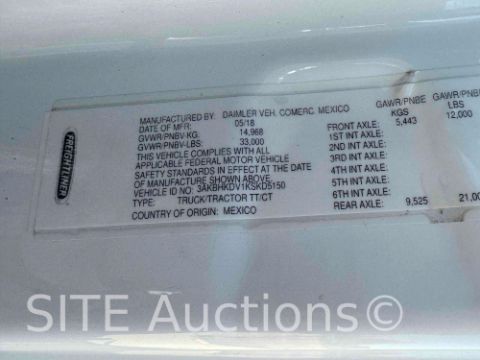 FREIGHTLINER
MANUFACTURED BY: DAIMLER VEH. COMERC. MEXICO
DATE OF MFR: 05/18
GVWR/PNBV-KG: 14,968
GVWR/PNBV-LBS: 33,000
THIS VEHICLE COMPLIES WITH ALL
APPLICABLE FEDERAL MOTOR VEHICLE
SAFETY STANDARDS IN EFFECT AT THE DATE
OF MANUFACTURE
VEHICLE ID NO: 3AKBHKDV1KSKD5150
TYPE: TRUCK/TRACTOR TT/CT
COUNTRY OF ORIGIN: MEXICO
GAWR/PNBE GAWR/PNBE
KGS LBS
FRONT AXLE: 5,443 12,000
1ST INT AXLE:
2ND INT AXLE:
3RD INT AXLE:
4TH INT AXLE:
5TH INT AXLE:
6TH INT AXLE:
REAR AXLE: 9,525 21,00
SITE Auctions©